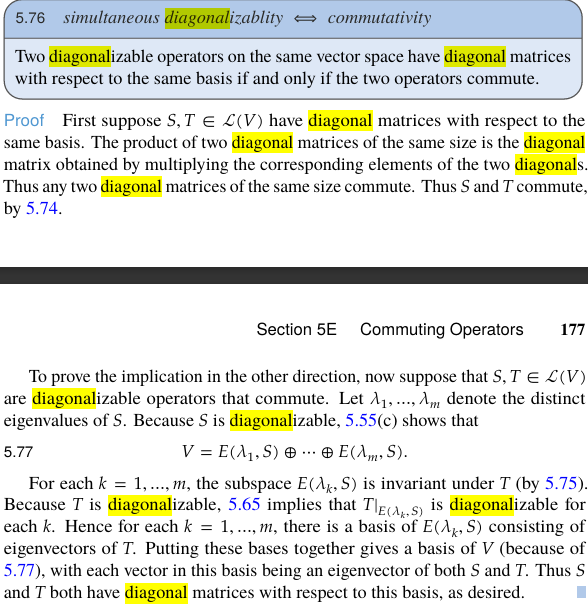 5.76 simultaneous diagonalizablity ⟺ commutativity
Two diagonalizable operators on the same vector space have diagonal matrices
with respect to the same basis if and only if the two operators commute.
Proof First suppose S, T ∈ ℒ(V) have diagonal matrices with respect to the
same basis. The product of two diagonal matrices of the same size is the diagonal
matrix obtained by multiplying the corresponding elements of the two diagonals.
Thus any two diagonal matrices of the same size commute. Thus S and T commute,
by 5.74.
Section 5E Commuting Operators 177
To prove the implication in the other direction, now suppose that S, T ∈ ℒ(V)
are diagonalizable operators that commute. Let λ₁, ..., λₘ denote the distinct
eigenvalues of S. Because S is diagonalizable, 5.55(c) shows that
5.77 V = E(λ₁, S) ⊕ ⋯ ⊕ E(λₘ, S).
For each k = 1, ..., m, the subspace E(λₖ, S) is invariant under T (by 5.75).
Because T is diagonalizable, 5.65 implies that T|_{E(λₖ, S)} is diagonalizable for
each k. Hence for each k = 1, ..., m, there is a basis of E(λₖ, S) consisting of
eigenvectors of T. Putting these bases together gives a basis of V (because of
5.77), with each vector in this basis being an eigenvector of both S and T. Thus S
and T both have diagonal matrices with respect to this basis, as desired.